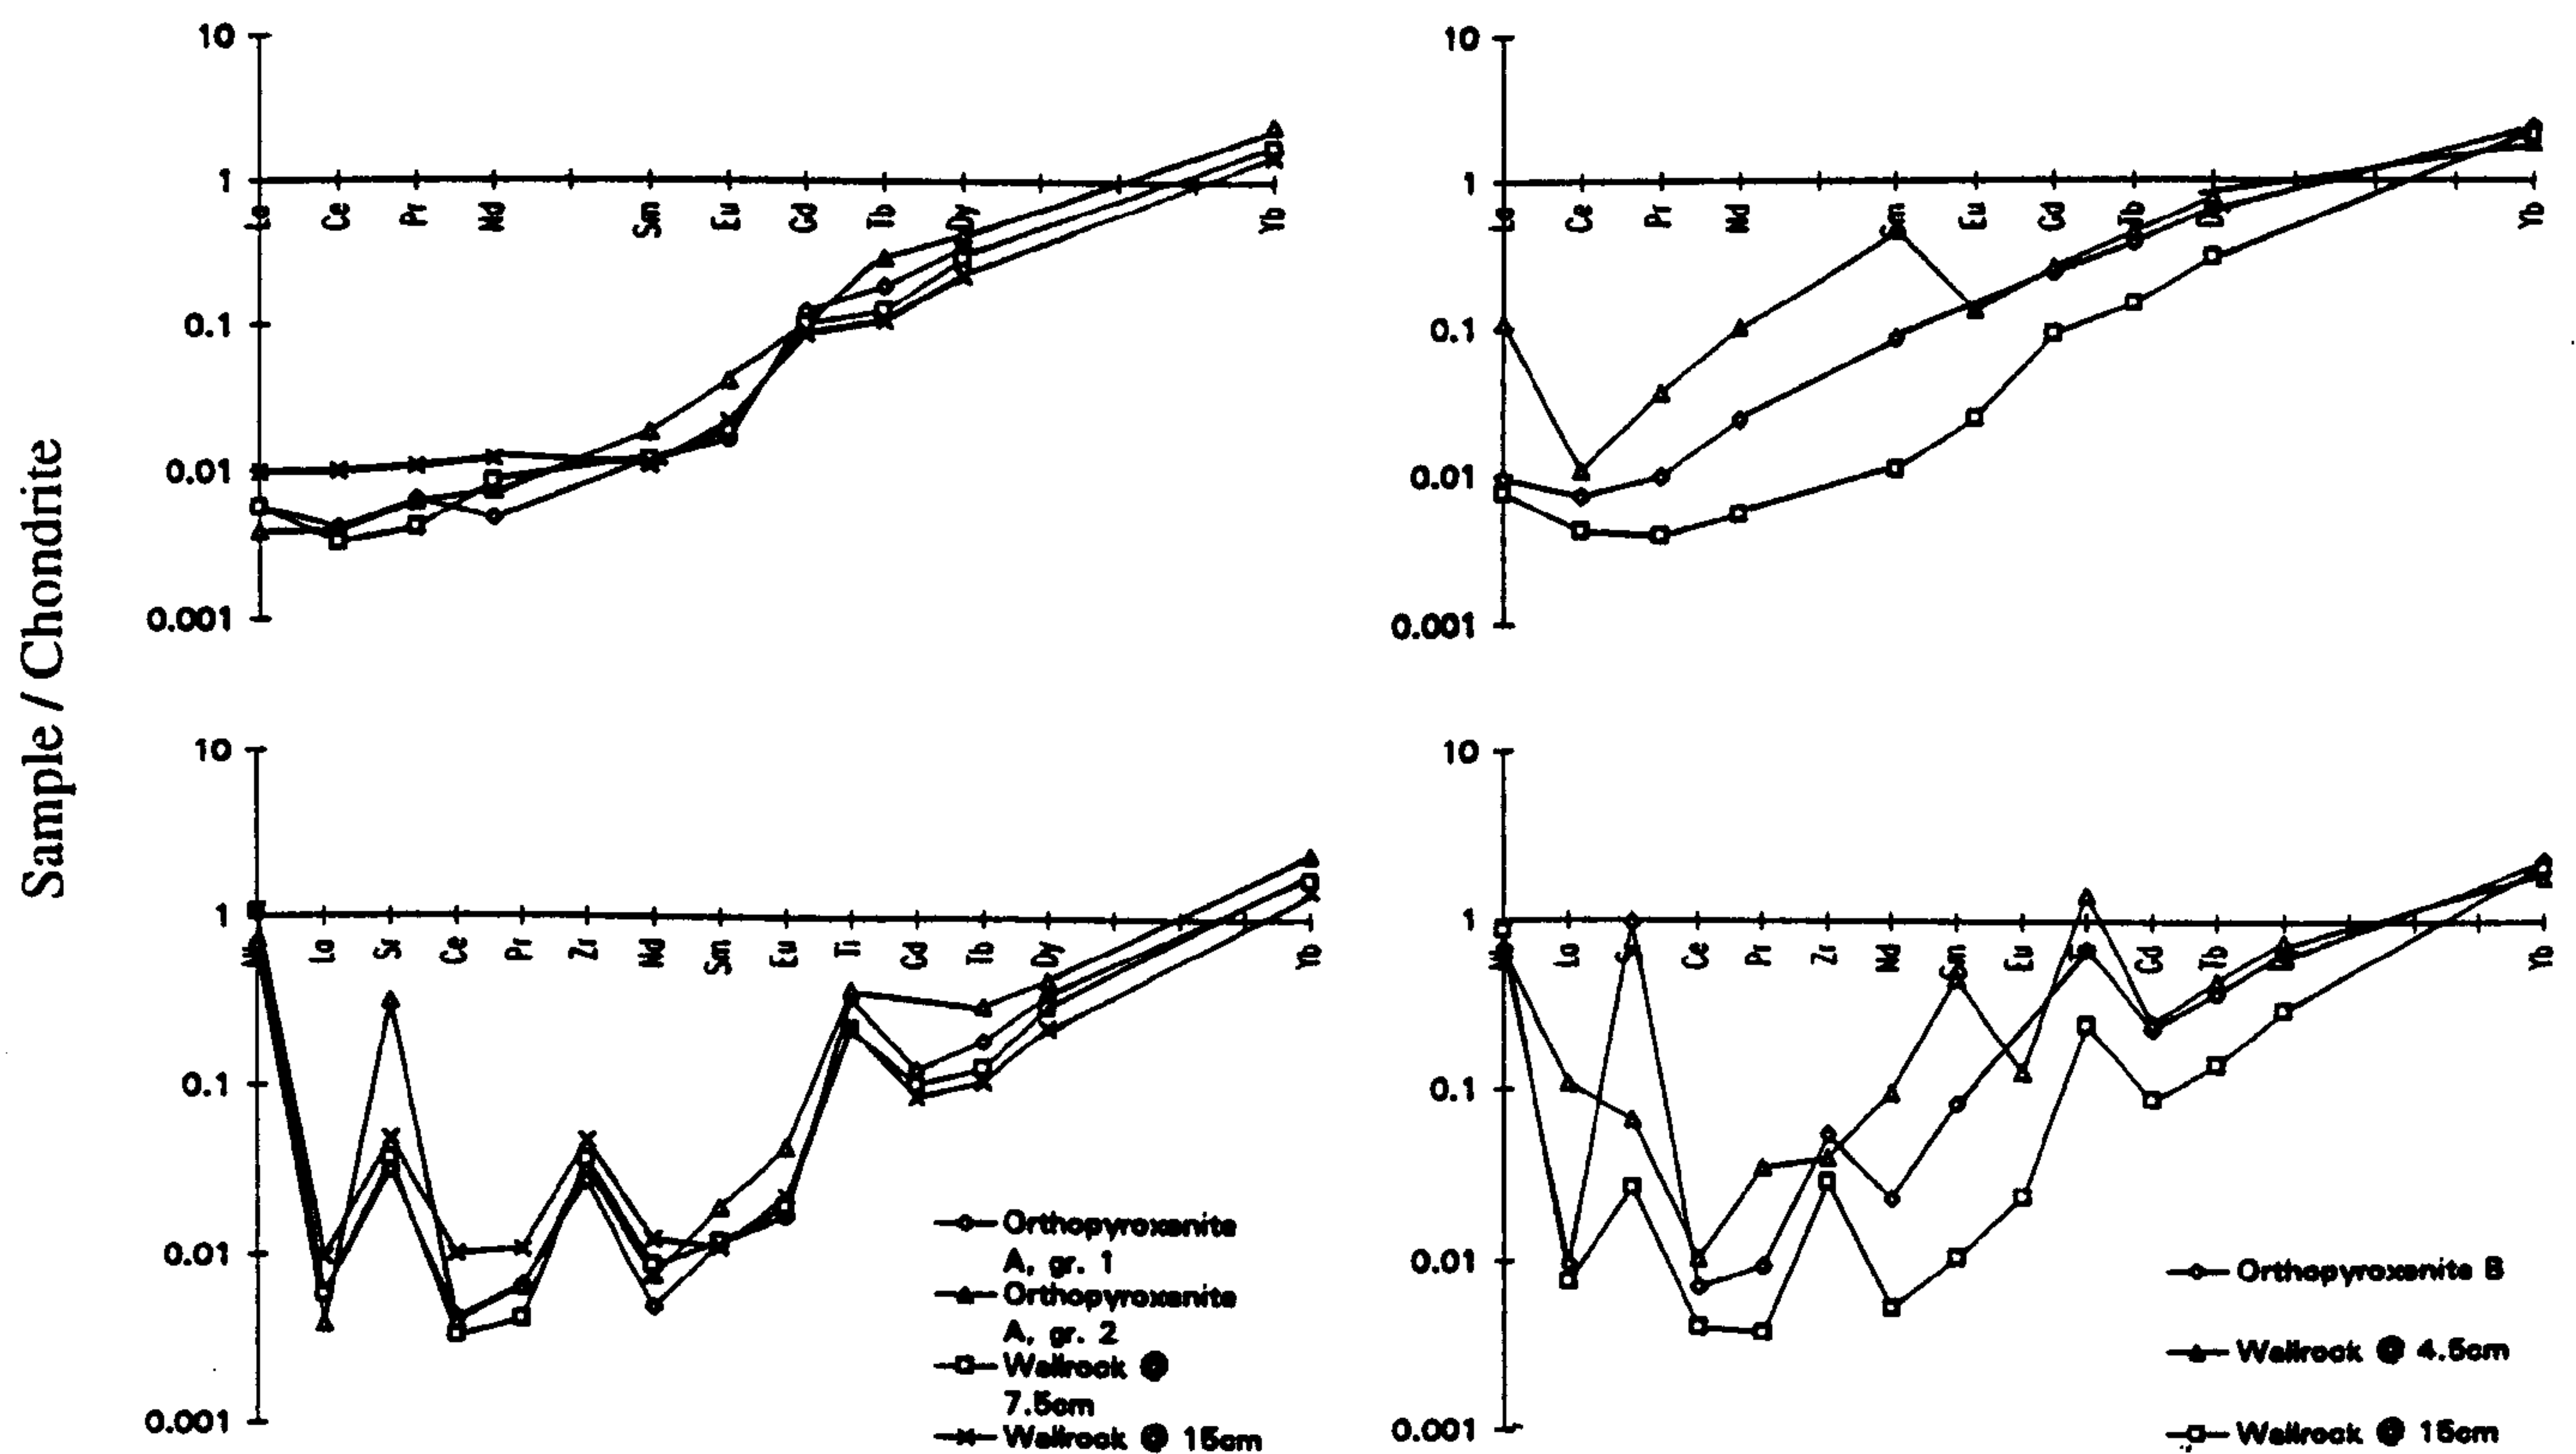 Sample / Chondrite
10
1
0.1
0.01
0.001
La Ce Pr Nd Sm Eu Gd Tb Dy Yb
10
1
0.1
0.01
0.001
La Ce Pr Nd Sm Eu Gd Tb Dy Yb
10
1
0.1
0.01
0.001
La Sr Ce Pr Zr Nd Sm Eu Ti Gd Tb Dy Yb
Orthopyroxenite
A, gr. 1
Orthopyroxenite
A, gr. 2
Wallrock @
7.5cm
Wallrock @ 15cm
10
1
0.1
0.01
0.001
La Ce Pr Zr Nd Sm Eu Gd Tb Yb
Orthopyroxenite B
Wallrock @ 4.5cm
Wallrock @ 15cm